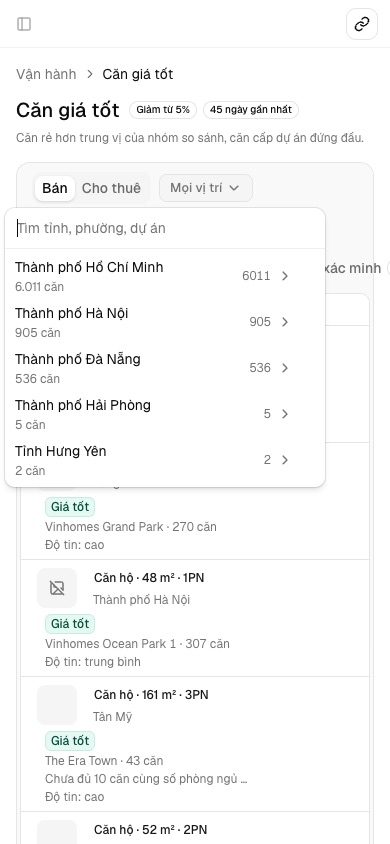 Vận hành > Căn giá tốt
Căn giá tốt Giảm từ 5% 45 ngày gần nhất
Căn rẻ hơn trung vị của nhóm so sánh, căn cấp dự án đứng đầu.
Bán Cho thuê Mọi vị trí
Tìm tỉnh, phường, dự án
xác minh
Thành phố Hồ Chí Minh 6011
6.011 căn
Thành phố Hà Nội 905
905 căn
Thành phố Đà Nẵng 536
536 căn
Thành phố Hải Phòng 5
5 căn
Tỉnh Hưng Yên 2
2 căn
Giá tốt
Vinhomes Grand Park · 270 căn
Độ tin: cao
Căn hộ · 48 m² · 1PN
Thành phố Hà Nội
Giá tốt
Vinhomes Ocean Park 1 · 307 căn
Độ tin: trung bình
Căn hộ · 161 m² · 3PN
Tân Mỹ
Giá tốt
The Era Town · 43 căn
Chưa đủ 10 căn cùng số phòng ngủ ...
Độ tin: cao
Căn hộ · 52 m² · 2PN